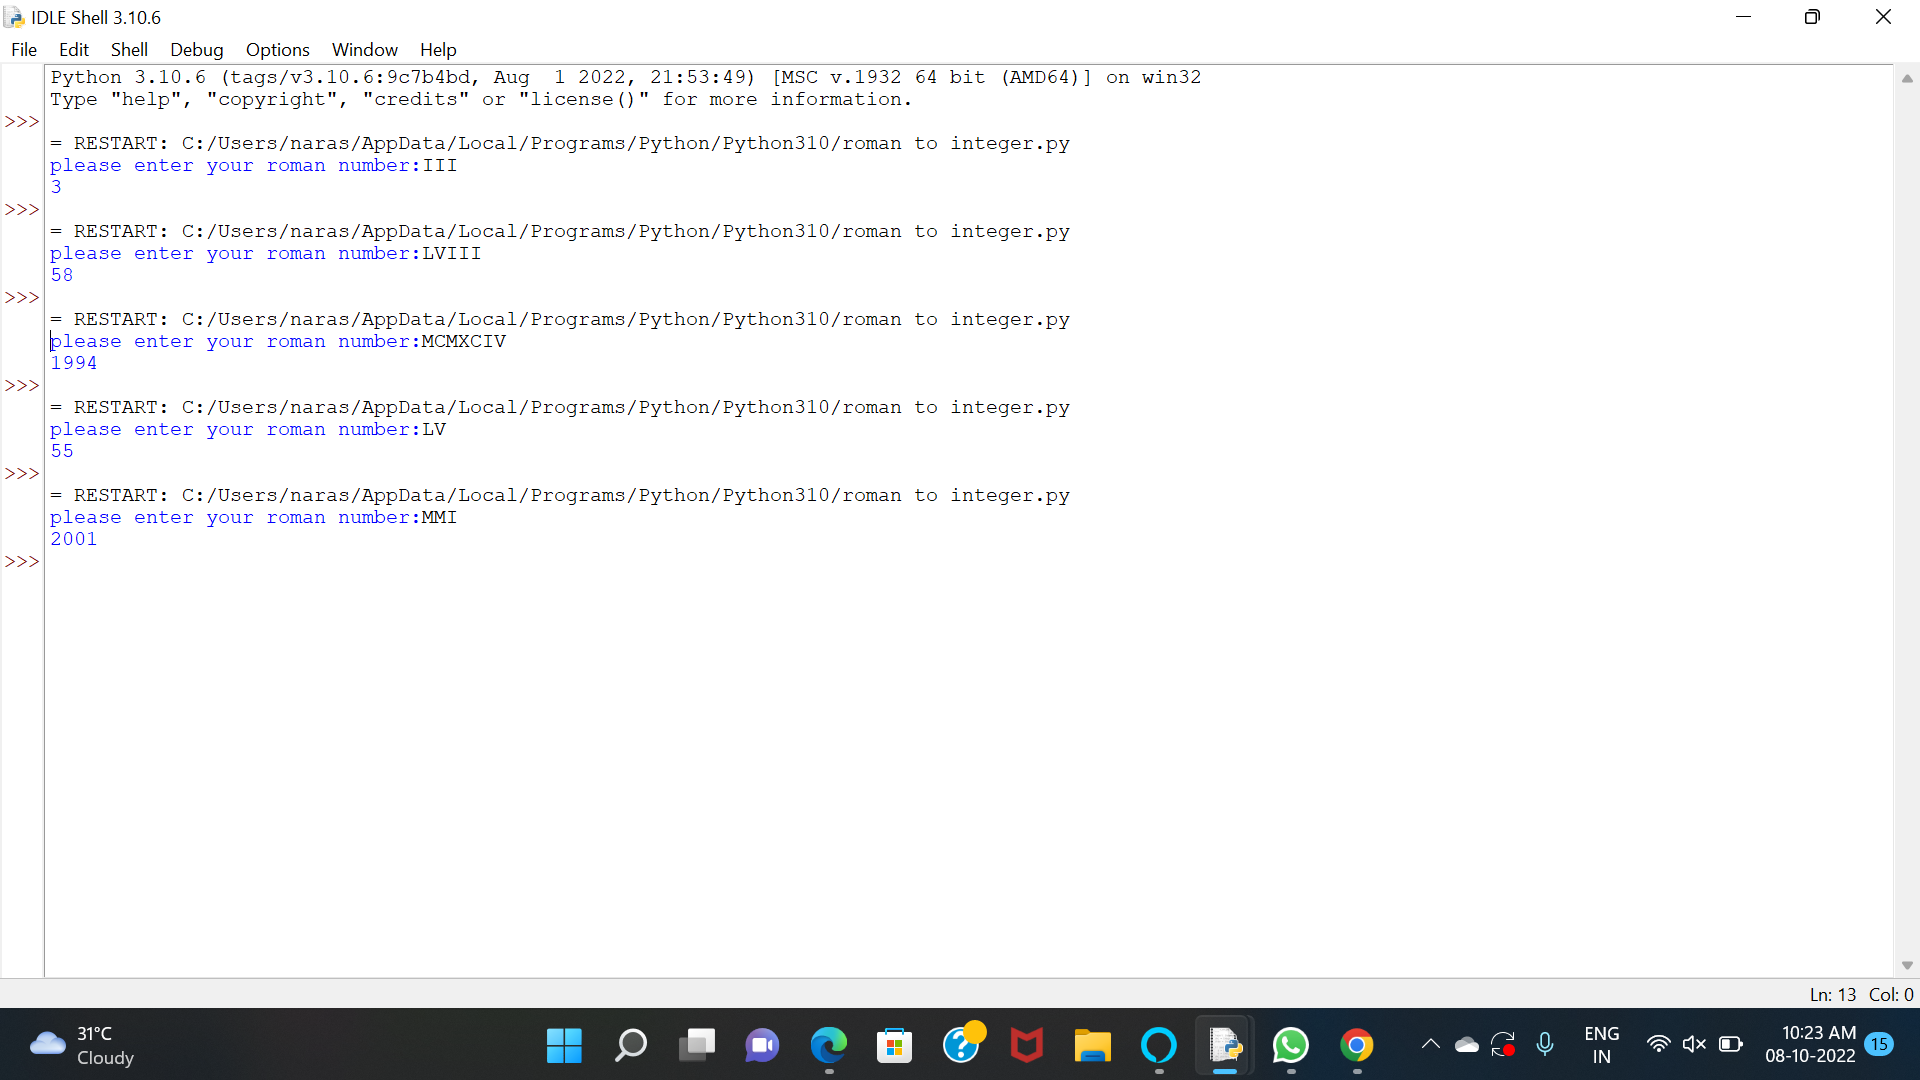 IDLE Shell 3.10.6
File Edit Shell Debug Options Window Help
Python 3.10.6 (tags/v3.10.6:9c7b4bd, Aug  1 2022, 21:53:49) [MSC v.1932 64 bit (AMD64)] on win32
Type "help", "copyright", "credits" or "license()" for more information.
>>>
= RESTART: C:/Users/naras/AppData/Local/Programs/Python/Python310/roman to integer.py
please enter your roman number:III
3
>>>
= RESTART: C:/Users/naras/AppData/Local/Programs/Python/Python310/roman to integer.py
please enter your roman number:LVIII
58
>>>
= RESTART: C:/Users/naras/AppData/Local/Programs/Python/Python310/roman to integer.py
please enter your roman number:MCMXCIV
1994
>>>
= RESTART: C:/Users/naras/AppData/Local/Programs/Python/Python310/roman to integer.py
please enter your roman number:LV
55
>>>
= RESTART: C:/Users/naras/AppData/Local/Programs/Python/Python310/roman to integer.py
please enter your roman number:MMI
2001
>>>
Ln: 13 Col: 0
31°C
Cloudy
ENG
IN
10:23 AM
08-10-2022
15